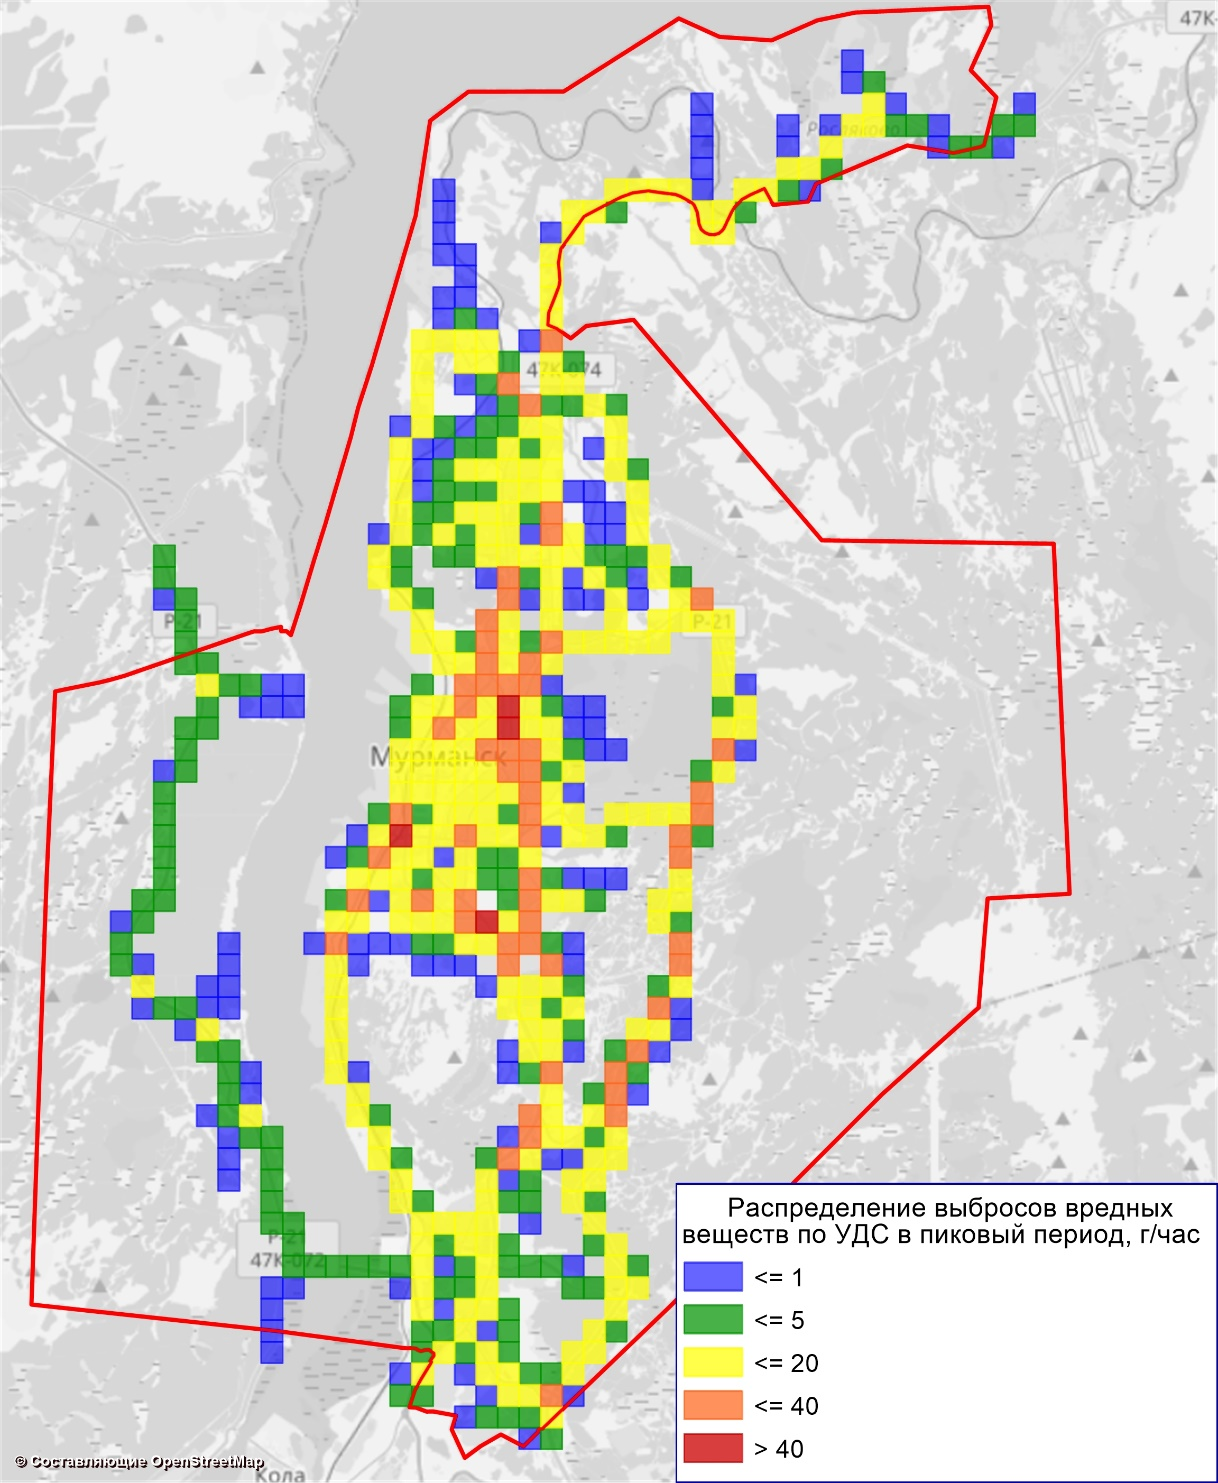 47K-
Росляково
47К-074
Р-21
Р-21
Мурманск
Р-21
47К-072
Распределение выбросов вредных
веществ по УДС в пиковый период, г/час
<= 1
<= 5
<= 20
<= 40
> 40
© Составляющие OpenStreetMap
Кола